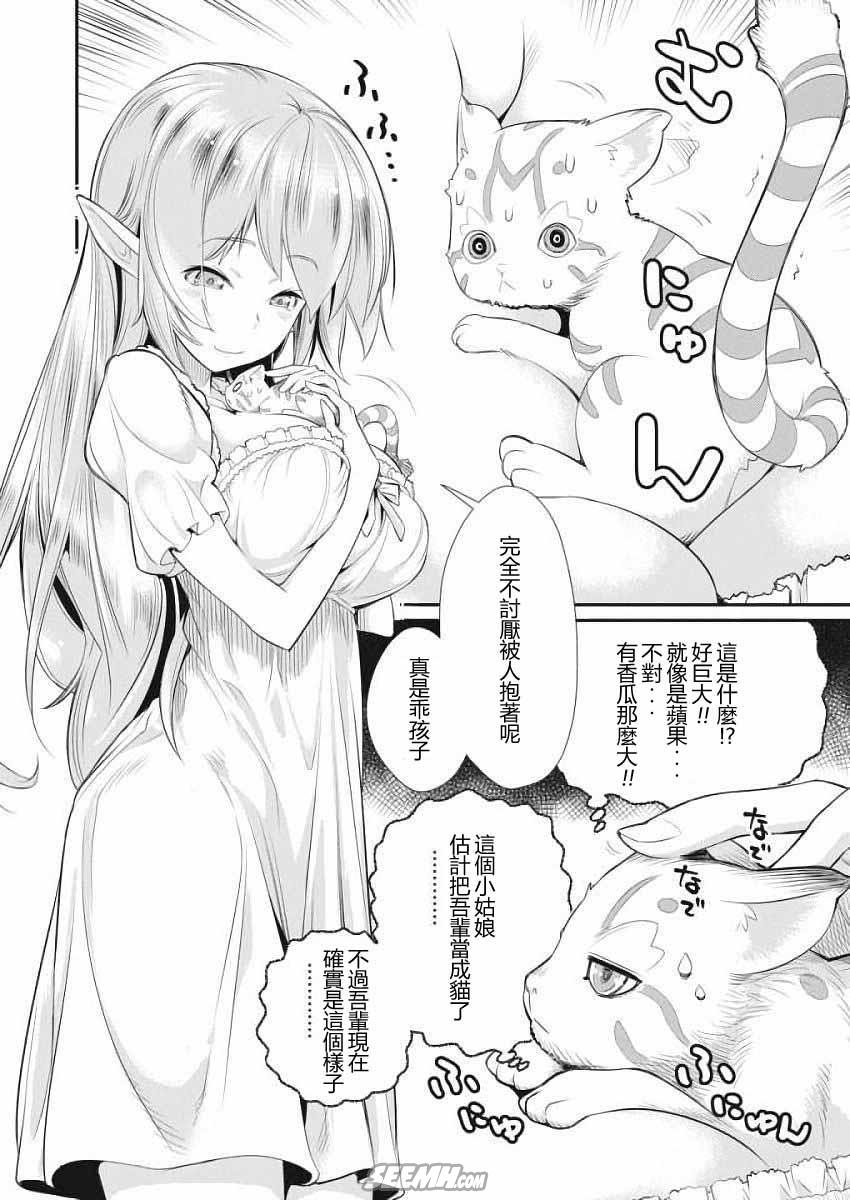 むにゅん
ふふ…
這是什麼!?
好巨大!!
就像是蘋果…
不對…
有香瓜那麼大!!
完全不討厭被人抱著呢
真是乖孩子
なで
なで
這個小姑娘
估計把吾輩當成貓了
…………
不過吾輩現在
確實是這個樣子
…………
ふにゅ
ふにゅん
SEEMH.COM